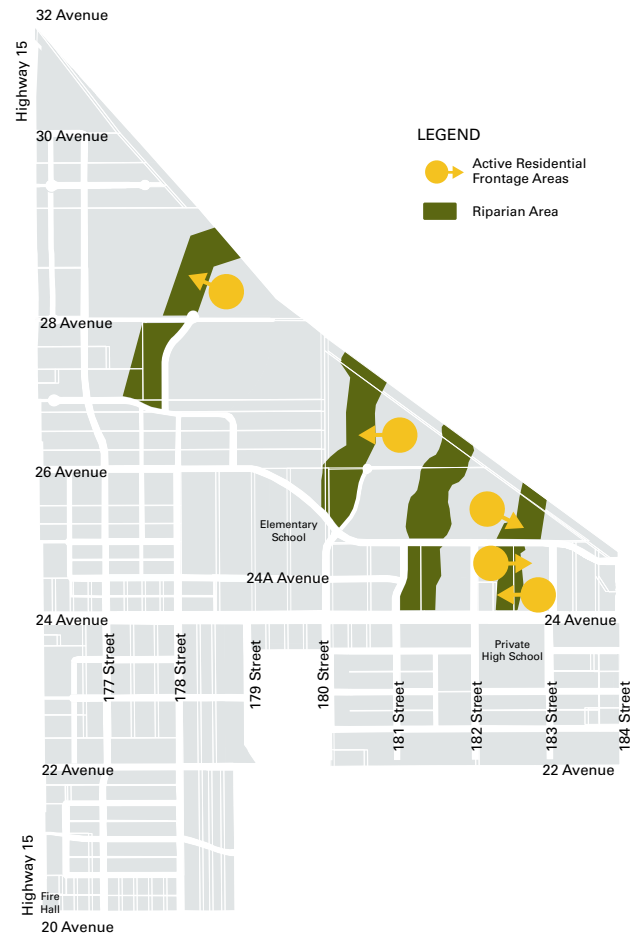 32 Avenue
Highway 15
30 Avenue
LEGEND
Active Residential
Frontage Areas
Riparian Area
28 Avenue
26 Avenue
Elementary
School
24A Avenue
24 Avenue
24 Avenue
177 Street
178 Street
179 Street
180 Street
Private
High School
181 Street
182 Street
183 Street
184 Street
22 Avenue
22 Avenue
Highway 15
Fire
Hall
20 Avenue